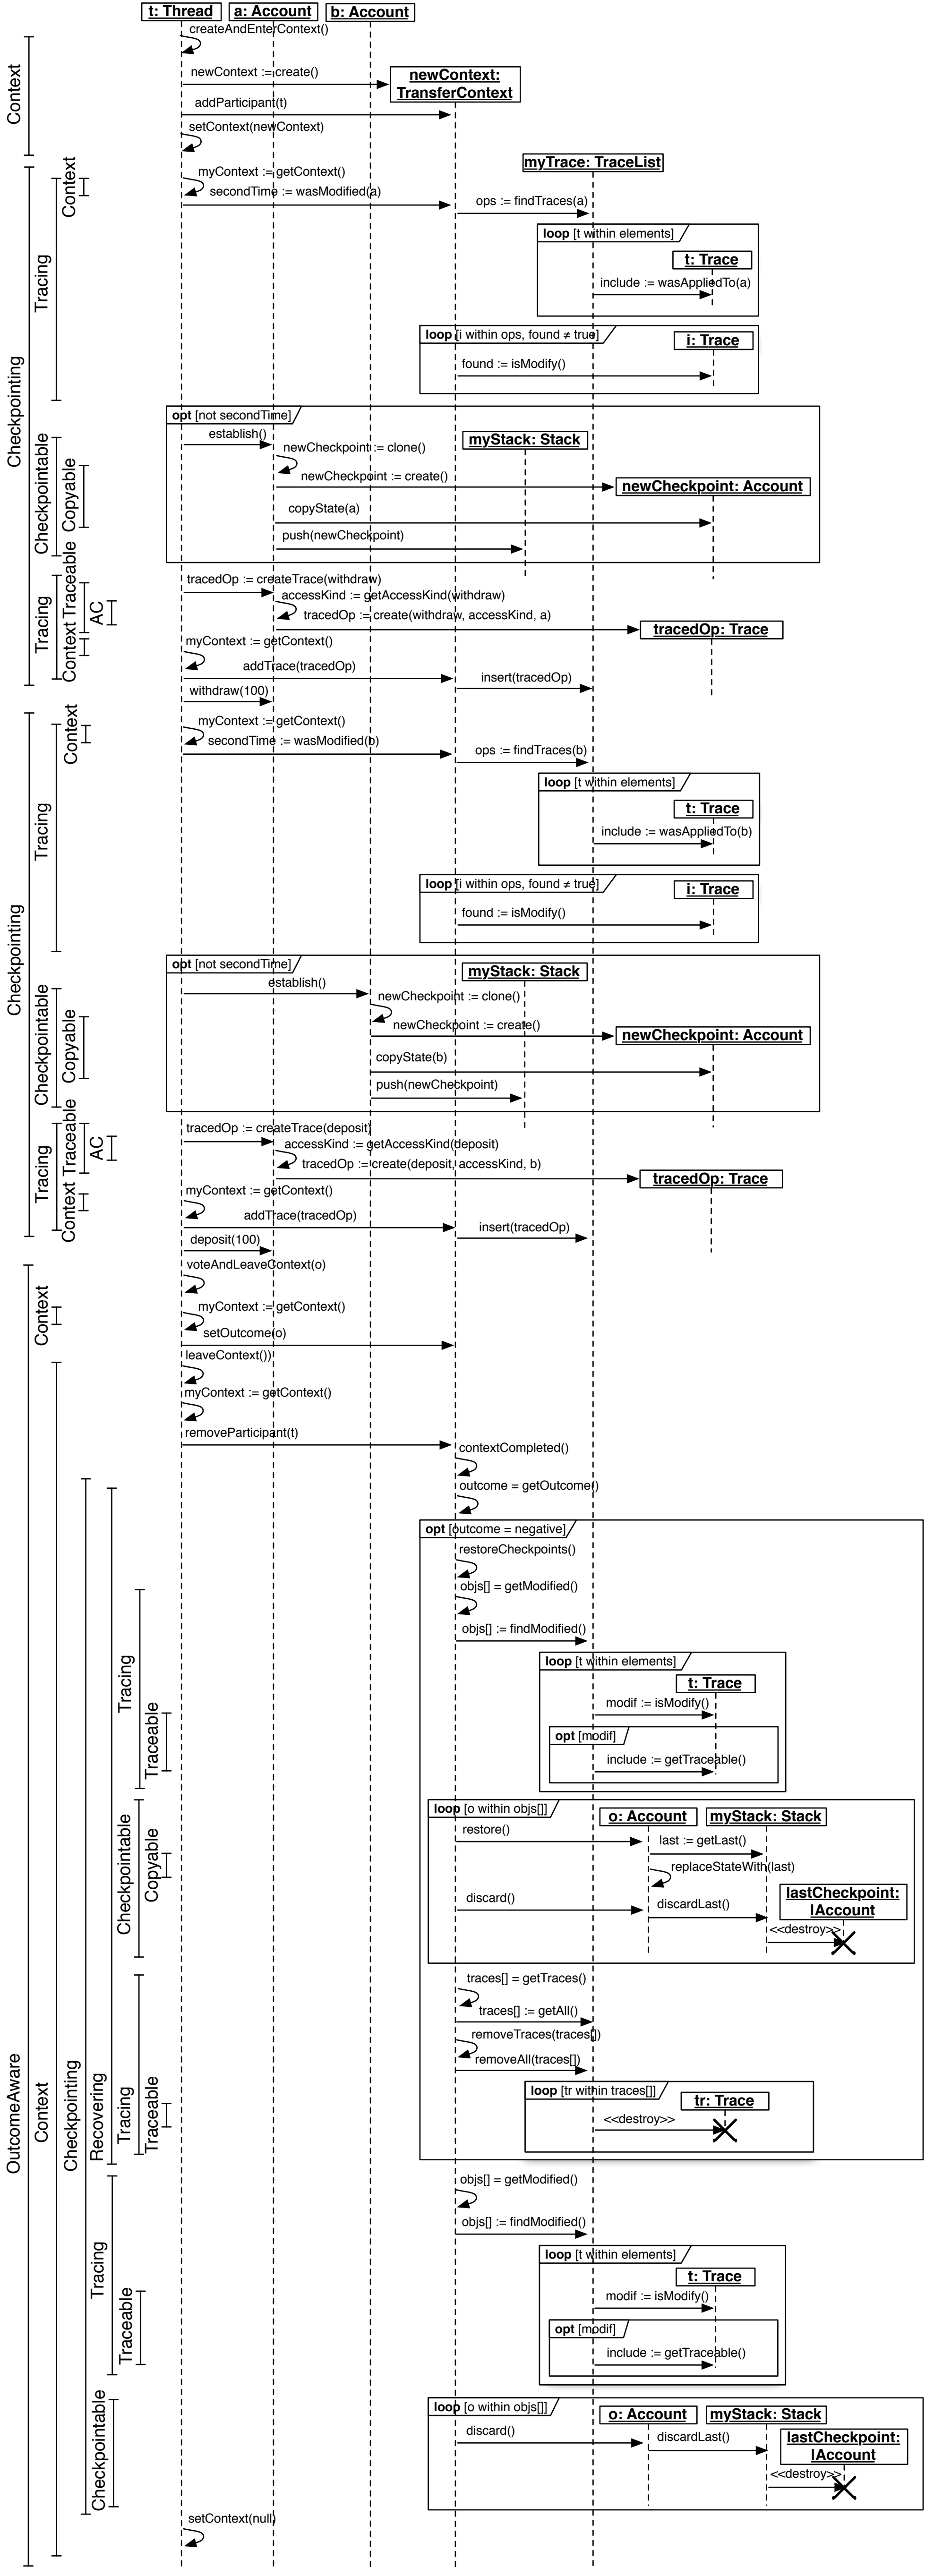 t: Thread
a: Account
b: Account
createAndEnterContext()
newContext := create()
newContext:
TransferContext
addParticipant(t)
setContext(newContext)
Context
myTrace: TraceList
myContext := getContext()
secondTime := wasModified(a)
ops := findTraces(a)
Context
loop [t within elements]
t: Trace
include := wasAppliedTo(a)
Tracing
loop [i within ops, found ≠ true]
i: Trace
found := isModify()
Checkpointing
opt [not secondTime]
establish()
newCheckpoint := clone()
myStack: Stack
newCheckpoint := create()
newCheckpoint: Account
copyState(a)
push(newCheckpoint)
Checkpointable
Copyable
tracedOp := createTrace(withdraw)
accessKind := getAccessKind(withdraw)
tracedOp := create(withdraw, accessKind, a)
tracedOp: Trace
Tracing
Traceable
AC
Context
myContext := getContext()
addTrace(tracedOp)
insert(tracedOp)
withdraw(100)
myContext := getContext()
secondTime := wasModified(b)
ops := findTraces(b)
Context
loop [t within elements]
t: Trace
include := wasAppliedTo(b)
Tracing
loop [i within ops, found ≠ true]
i: Trace
found := isModify()
Checkpointing
opt [not secondTime]
myStack: Stack
establish()
newCheckpoint := clone()
newCheckpoint := create()
newCheckpoint: Account
copyState(b)
push(newCheckpoint)
Checkpointable
Copyable
tracedOp := createTrace(deposit)
accessKind := getAccessKind(deposit)
tracedOp := create(deposit, accessKind, b)
tracedOp: Trace
Tracing
Traceable
AC
Context
myContext := getContext()
addTrace(tracedOp)
insert(tracedOp)
deposit(100)
voteAndLeaveContext(o)
myContext := getContext()
Context
setOutcome(o)
leaveContext())
myContext := getContext()
removeParticipant(t)
contextCompleted()
outcome = getOutcome()
opt [outcome = negative]
restoreCheckpoints()
objs[] = getModified()
objs[] := findModified()
loop [t within elements]
t: Trace
modif := isModify()
opt [modif]
include := getTraceable()
Tracing
Traceable
loop [o within objs[]]
o: Account
myStack: Stack
restore()
last := getLast()
replaceStateWith(last)
lastCheckpoint:
lAccount
discard()
discardLast()
<<destroy>>
Checkpointable
Copyable
traces[] = getTraces()
traces[] := getAll()
removeTraces(traces[])
removeAll(traces[])
loop [tr within traces[]]
tr: Trace
<<destroy>>
OutcomeAware
Context
Checkpointing
Recovering
Tracing
Traceable
objs[] = getModified()
objs[] := findModified()
loop [t within elements]
t: Trace
modif := isModify()
opt [modif]
include := getTraceable()
Tracing
Traceable
loop [o within objs[]]
o: Account
myStack: Stack
discard()
discardLast()
lastCheckpoint:
lAccount
<<destroy>>
Checkpointable
setContext(null)